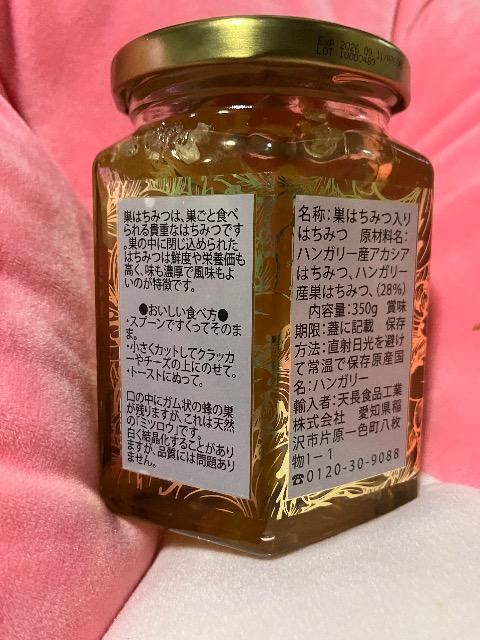 EXP: 2026.09.11
LOT: 10000489
巣はちみつは、巣ごと食べ
られる貴重なはちみつです
。巣の中に閉じ込められた
はちみつは鮮度や栄養価も
高く、味も濃厚で風味もよ
いのが特徴です。
●おいしい食べ方●
・スプーンですくってそのま
ま。
・小さくカットしてクラッカ
ーやチーズの上にのせて。
・トーストにぬって。
口の中にガム状の蜂の巣
が残りますが、これは天然
の「ミツロウ」です。
白く結晶化することがあり
ますが、品質には問題あり
ません。
名称：巣はちみつ入り
はちみつ　原材料名：
ハンガリー産アカシア
はちみつ、ハンガリー
産巣はちみつ、（28%）
内容量：350g　賞味
期限：蓋に記載　保存
方法：直射日光を避け
て常温で保存原産国
名：ハンガリー
輸入者：天長食品工業
株式会社　愛知県稲
沢市片原一色町八枚
物1－1
☎0120-30-9088